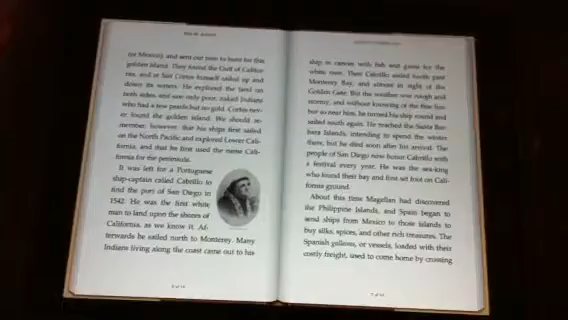 for Mexico) and sent out men to hunt for this
golden island. They found the Gulf of Califor-
nia, and at last Cortes himself sailed up and
down its waters. He explored the land on
both sides, and saw only poor, naked Indians
who had a few pearls but no gold. Cortes nev-
er found the golden island. We should re-
member, however, that his ships first sailed
on the North Pacific and explored Lower Cali-
fornia, and that he first used the name Cali-
fornia for the peninsula.
It was left for a Portuguese
ship-captain called Cabrillo to
find the port of San Diego in
1542. He was the first white
man to land upon the shores of
California, as we know it. Af-
terwards he sailed north to Monterey. Many
Indians living along the coast came out to his
ship in canoes with fish and game for the
white men. Then Cabrillo sailed north past
Monterey Bay, and almost in sight of the
Golden Gate. But the weather was rough and
stormy, and without knowing of the fine har-
bor so near him, he turned his ship round and
sailed south again. He reached the Santa Bar-
bara Islands, intending to spend the winter
there, but he died soon after his arrival. The
people of San Diego now honor Cabrillo with
a festival every year. He was the sea-king
who found their bay and first set foot on Cali-
fornia ground.
About this time Magellan had discovered
the Philippine Islands, and Spain began to
send ships from Mexico to those islands to
buy silks, spices, and other rich treasures. The
Spanish galleons, or vessels, loaded with their
costly freight, used to come home by crossing